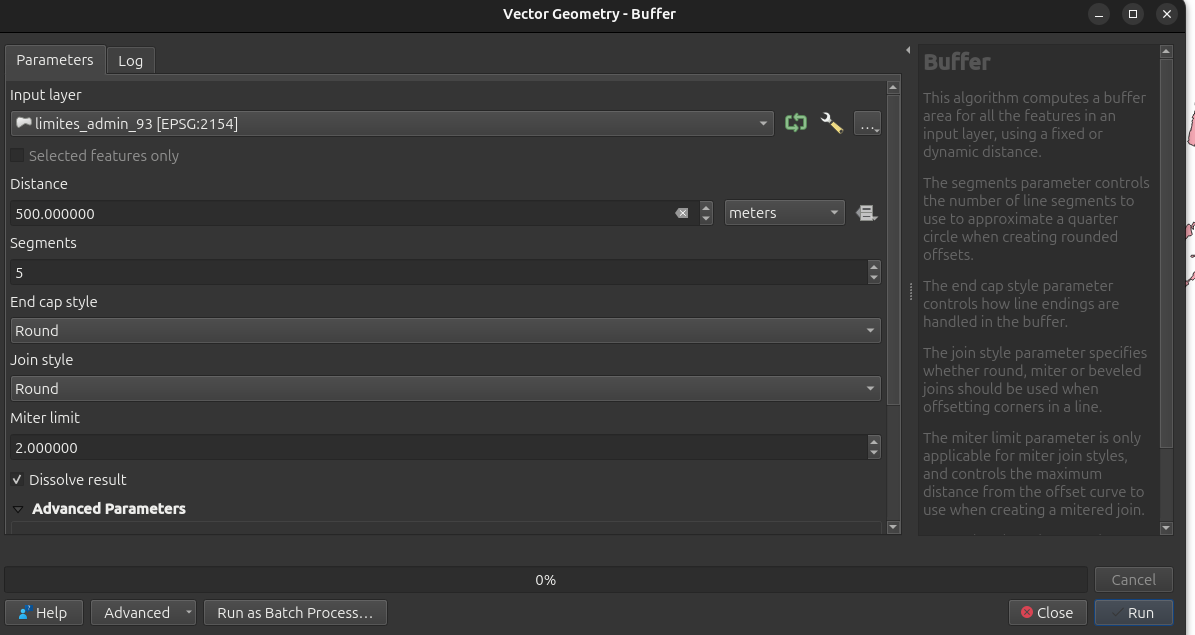 Vector Geometry - Buffer
Parameters
Log
Input layer
limites_admin_93 [EPSG:2154]
...
Selected features only
Distance
500.000000
meters
Segments
5
End cap style
Round
Join style
Round
Miter limit
2.000000
Dissolve result
Advanced Parameters
Buffer
This algorithm computes a buffer
area for all the features in an
input layer, using a fixed or
dynamic distance.
The segments parameter controls
the number of line segments to
use to approximate a quarter
circle when creating rounded
offsets.
The end cap style parameter
controls how line endings are
handled in the buffer.
The join style parameter specifies
whether round, miter or beveled
joins should be used when
offsetting corners in a line.
The miter limit parameter is only
applicable for miter join styles,
and controls the maximum
distance from the offset curve to
use when creating a mitered join.
0%
Cancel
Help
Advanced
Run as Batch Process...
Close
Run